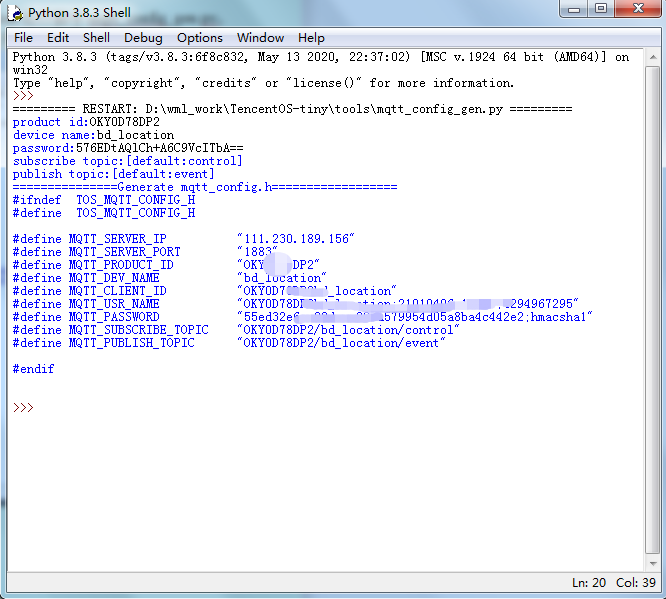 Python 3.8.3 Shell
File Edit Shell Debug Options Window Help
Python 3.8.3 (tags/v3.8.3:6f8c832, May 13 2020, 22:37:02) [MSC v.1924 64 bit (AMD64)] on
win32
Type "help", "copyright", "credits" or "license()" for more information.
>>>
========= RESTART: D:\wml_work\TencentOS-tiny\tools\mqtt_config_gen.py =========
product id:OKY0D78DP2
device name:bd_location
password:576EDtAQlCh+A6C9VcITbA==
subscribe topic:[default:control]
publish topic:[default:event]
===============Generate mqtt_config.h==================
#ifndef  TOS_MQTT_CONFIG_H
#define  TOS_MQTT_CONFIG_H
#define MQTT_SERVER_IP          "111.230.189.156"
#define MQTT_SERVER_PORT        "1883"
#define MQTT_PRODUCT_ID         "OKY DP2"
#define MQTT_DEV_NAME           "bd_location"
#define MQTT_CLIENT_ID          "OKY0D7 _location"
#define MQTT_USR_NAME           "OKY0D78D 294967295"
#define MQTT_PASSWORD           "55ed32e6 579954d05a8ba4c442e2;hmacsha1"
#define MQTT_SUBSCRIBE_TOPIC    "OKY0D78DP2/bd_location/control"
#define MQTT_PUBLISH_TOPIC      "OKY0D78DP2/bd_location/event"
#endif
>>>
Ln: 20 Col: 39